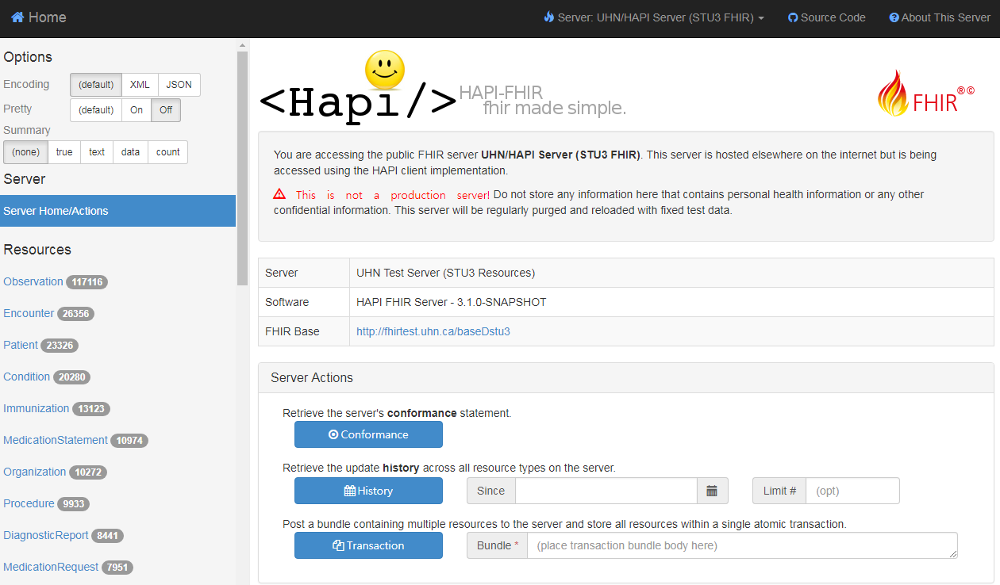 Home
Server: UHN/HAPI Server (STU3 FHIR)
Source Code
About This Server
Options
Encoding (default) XML JSON
Pretty (default) On Off
Summary
(none) true text data count
Server
Server Home/Actions
Resources
Observation 117116
Encounter 26356
Patient 23326
Condition 20280
Immunization 13123
MedicationStatement 10974
Organization 10272
Procedure 9933
DiagnosticReport 8441
MedicationRequest 7951
<Hapi/>
HAPI-FHIR
fhir made simple.
FHIR®©
You are accessing the public FHIR server UHN/HAPI Server (STU3 FHIR). This server is hosted elsewhere on the internet but is being
accessed using the HAPI client implementation.
This is not a production server! Do not store any information here that contains personal health information or any other
confidential information. This server will be regularly purged and reloaded with fixed test data.
Server UHN Test Server (STU3 Resources)
Software HAPI FHIR Server - 3.1.0-SNAPSHOT
FHIR Base http://fhirtest.uhn.ca/baseDstu3
Server Actions
Retrieve the server's conformance statement.
Conformance
Retrieve the update history across all resource types on the server.
History Since Limit # (opt)
Post a bundle containing multiple resources to the server and store all resources within a single atomic transaction.
Transaction Bundle * (place transaction bundle body here)